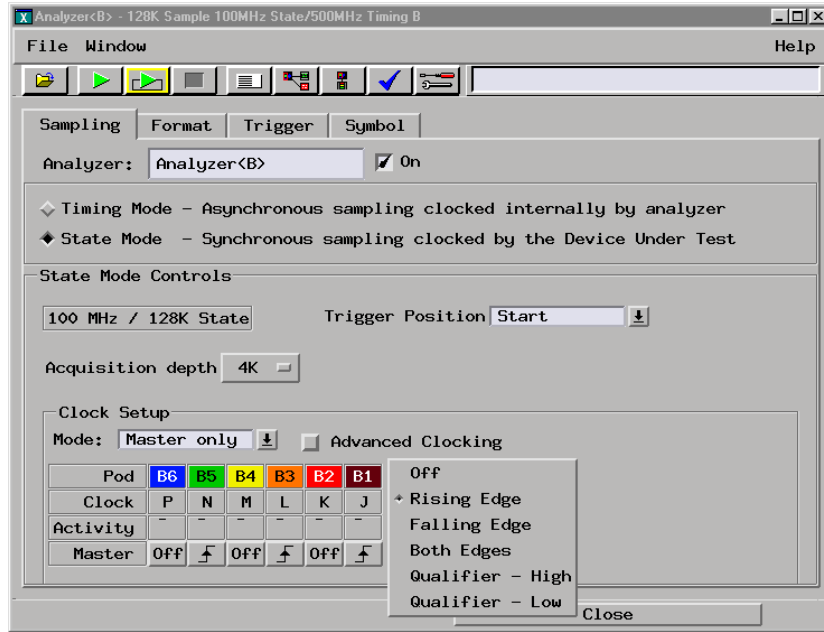 Analyzer<B> - 128K Sample 100MHz State/500MHz Timing B
File Window Help
Sampling Format Trigger Symbol
Analyzer: Analyzer<B> On
Timing Mode - Asynchronous sampling clocked internally by analyzer
State Mode - Synchronous sampling clocked by the Device Under Test
State Mode Controls
100 MHz / 128K State Trigger Position Start
Acquisition depth 4K
Clock Setup
Mode: Master only Advanced Clocking
Pod B6 B5 B4 B3 B2 B1
Clock P N M L K J
Activity
Master Off Off Off
Off
Rising Edge
Falling Edge
Both Edges
Qualifier - High
Qualifier - Low
Close